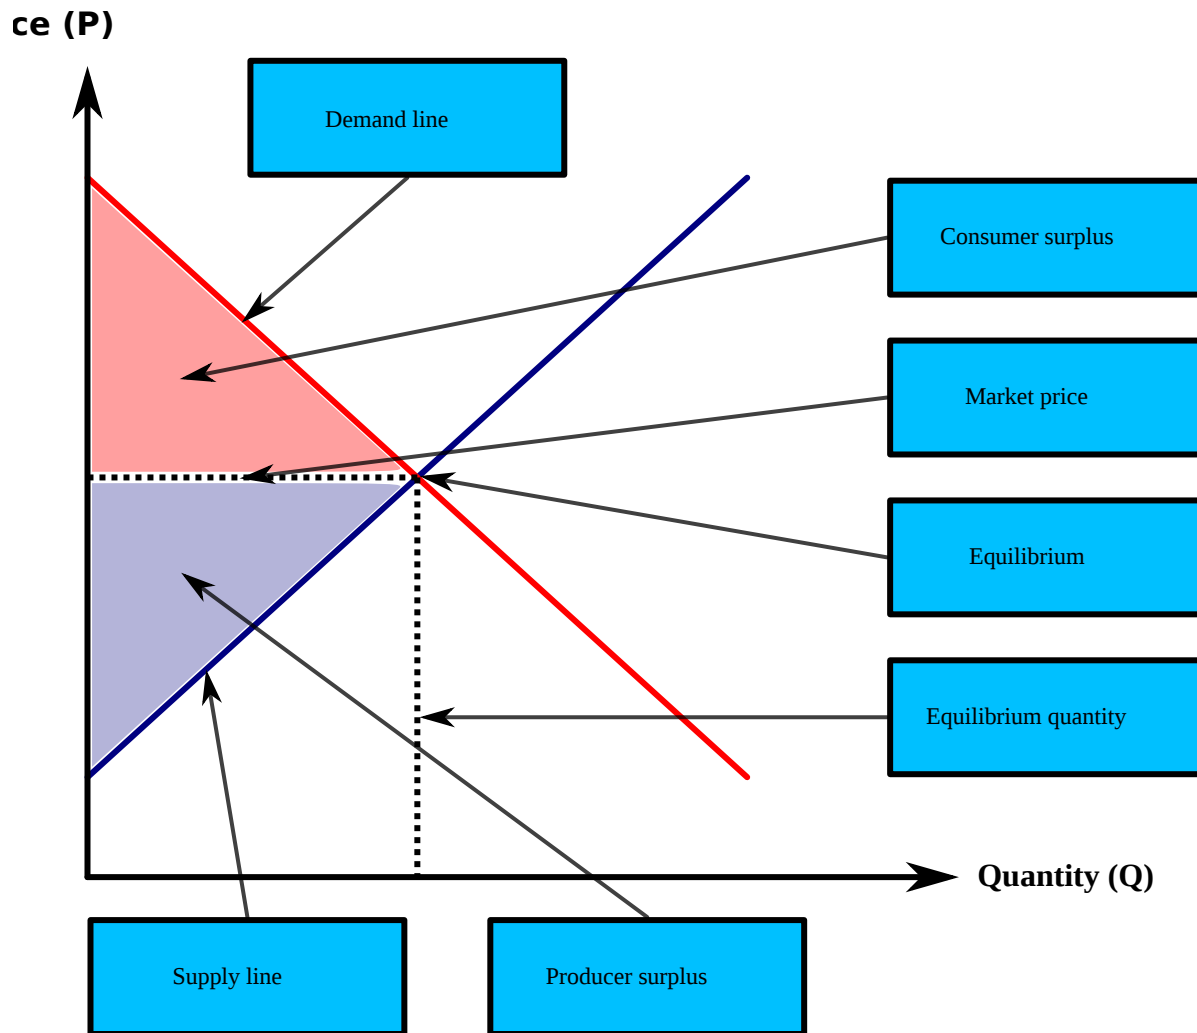 ce (P)
Demand line
Consumer surplus
Market price
Equilibrium
Equilibrium quantity
Quantity (Q)
Supply line
Producer surplus